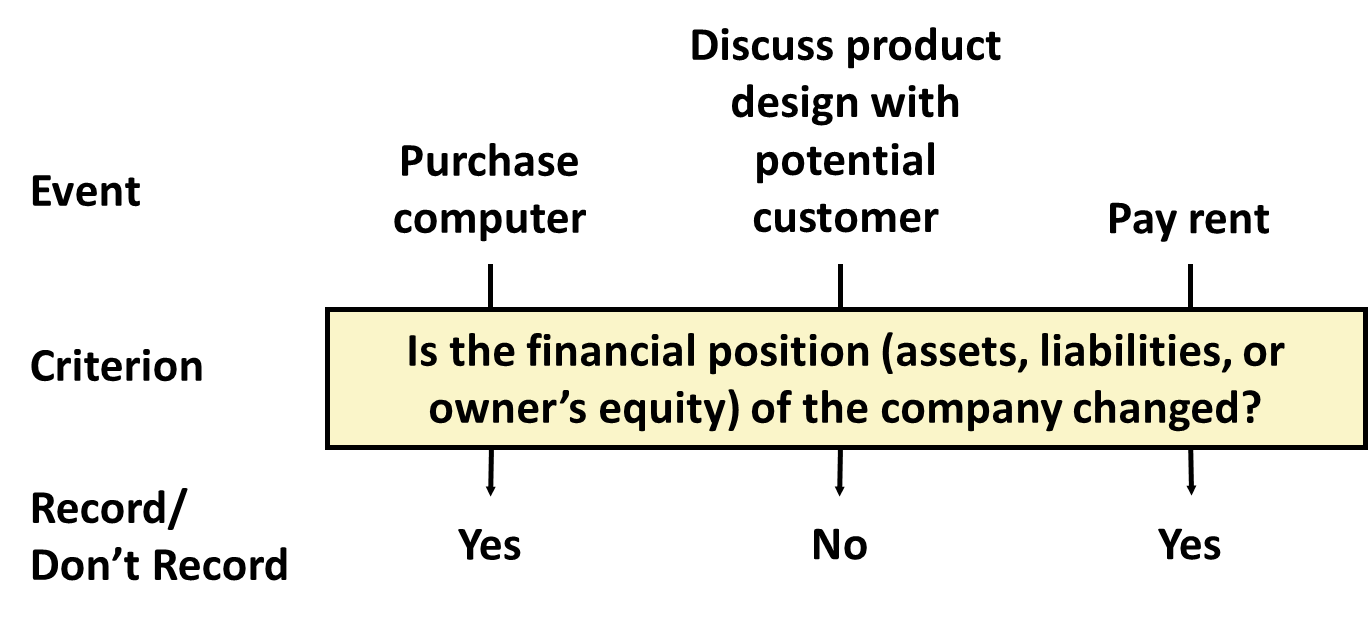 Event
Purchase
computer
Discuss product
design with
potential
customer
Pay rent
Criterion
Is the financial position (assets, liabilities, or
owner’s equity) of the company changed?
Record/
Don’t Record
Yes
No
Yes